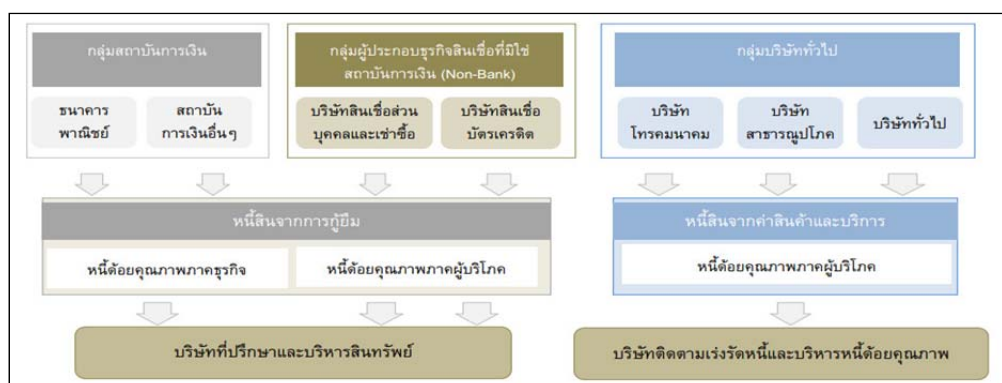 กลุ่มสถาบันการเงิน
ธนาคาร
พาณิชย์
สถาบัน
การเงินอื่นๆ
กลุ่มผู้ประกอบธุรกิจสินเชื่อที่มิใช่
สถาบันการเงิน (Non-Bank)
บริษัทสินเชื่อส่วน
บุคคลและเช่าซื้อ
บริษัทสินเชื่อ
บัตรเครดิต
กลุ่มบริษัททั่วไป
บริษัท
โทรคมนาคม
บริษัท
สาธารณูปโภค
บริษัททั่วไป
หนี้สินจากการกู้ยืม
หนี้ด้อยคุณภาพภาคธุรกิจ
หนี้ด้อยคุณภาพภาคผู้บริโภค
หนี้สินจากค่าสินค้าและบริการ
หนี้ด้อยคุณภาพภาคผู้บริโภค
บริษัทที่ปรึกษาและบริหารสินทรัพย์
บริษัทติดตามเร่งรัดหนี้และบริหารหนี้ด้อยคุณภาพ